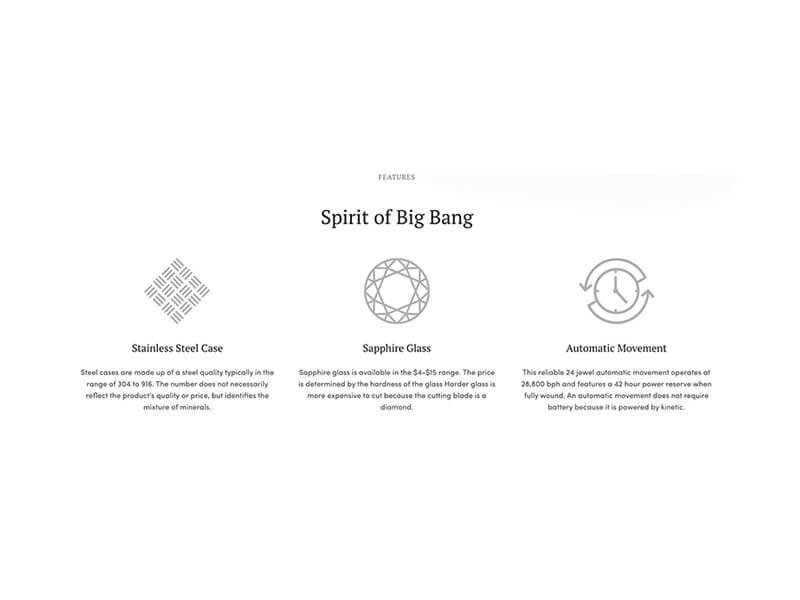 FEATURES
Spirit of Big Bang
Stainless Steel Case
Steel cases are made up of a steel quality typically in the
range of 304 to 916. The number does not necessarily
reflect the product's quality or price, but identifies the
mixture of minerals.
Sapphire Glass
Sapphire glass is available in the $4-$15 range. The price
is determined by the hardness of the glass Harder glass is
more expensive to cut because the cutting blade is a
diamond.
Automatic Movement
This reliable 24 jewel automatic movement operates at
28,800 bph and features a 42 hour power reserve when
fully wound. An automatic movement does not require
battery because it is powered by kinetic.